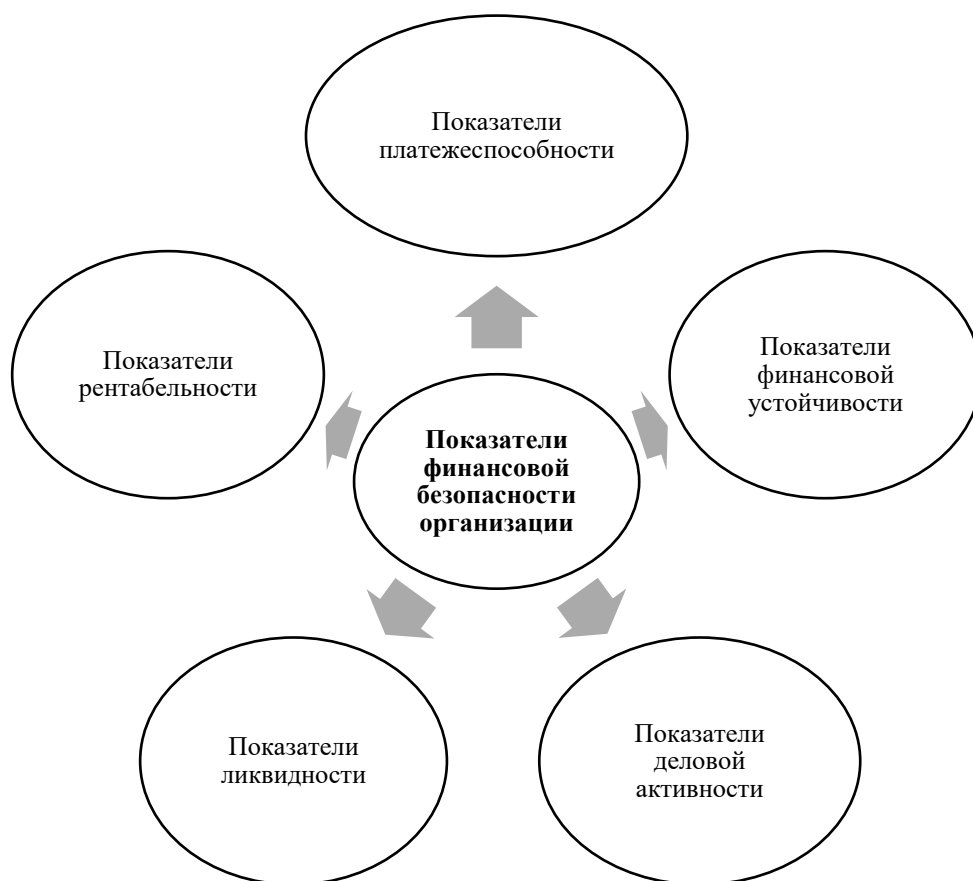 Показатели
платежеспособности
Показатели
рентабельности
Показатели
финансовой
устойчивости
Показатели
финансовой
безопасности
организации
Показатели
ликвидности
Показатели
деловой
активности